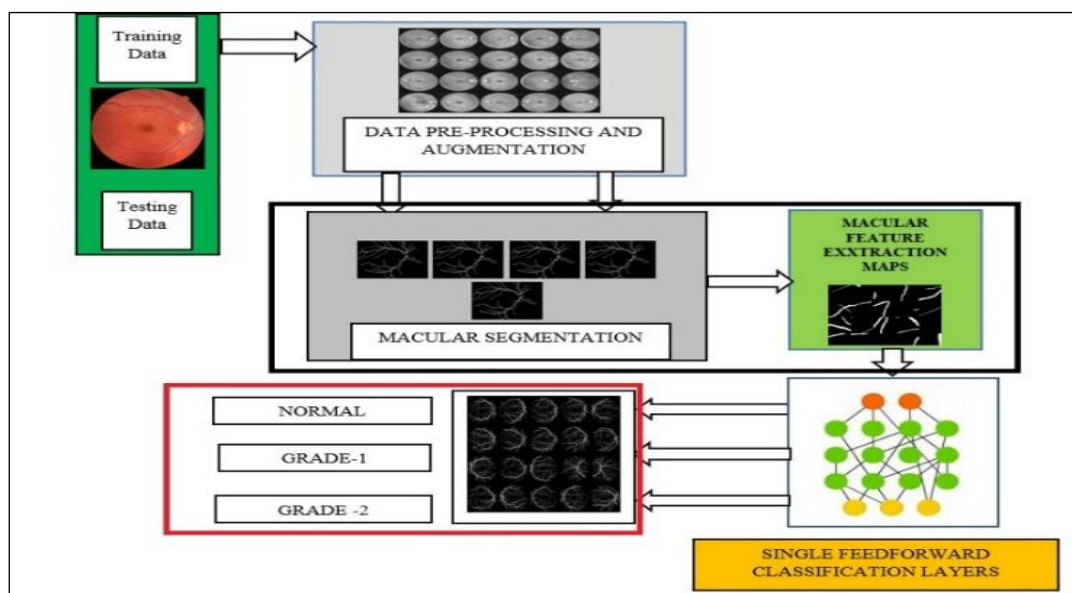 Training
Data
Testing
Data
DATA PRE-PROCESSING AND
AUGMENTATION
MACULAR SEGMENTATION
MACULAR
FEATURE
EXXTRACTION
MAPS
NORMAL
GRADE-1
GRADE -2
SINGLE FEEDFORWARD
CLASSIFICATION LAYERS